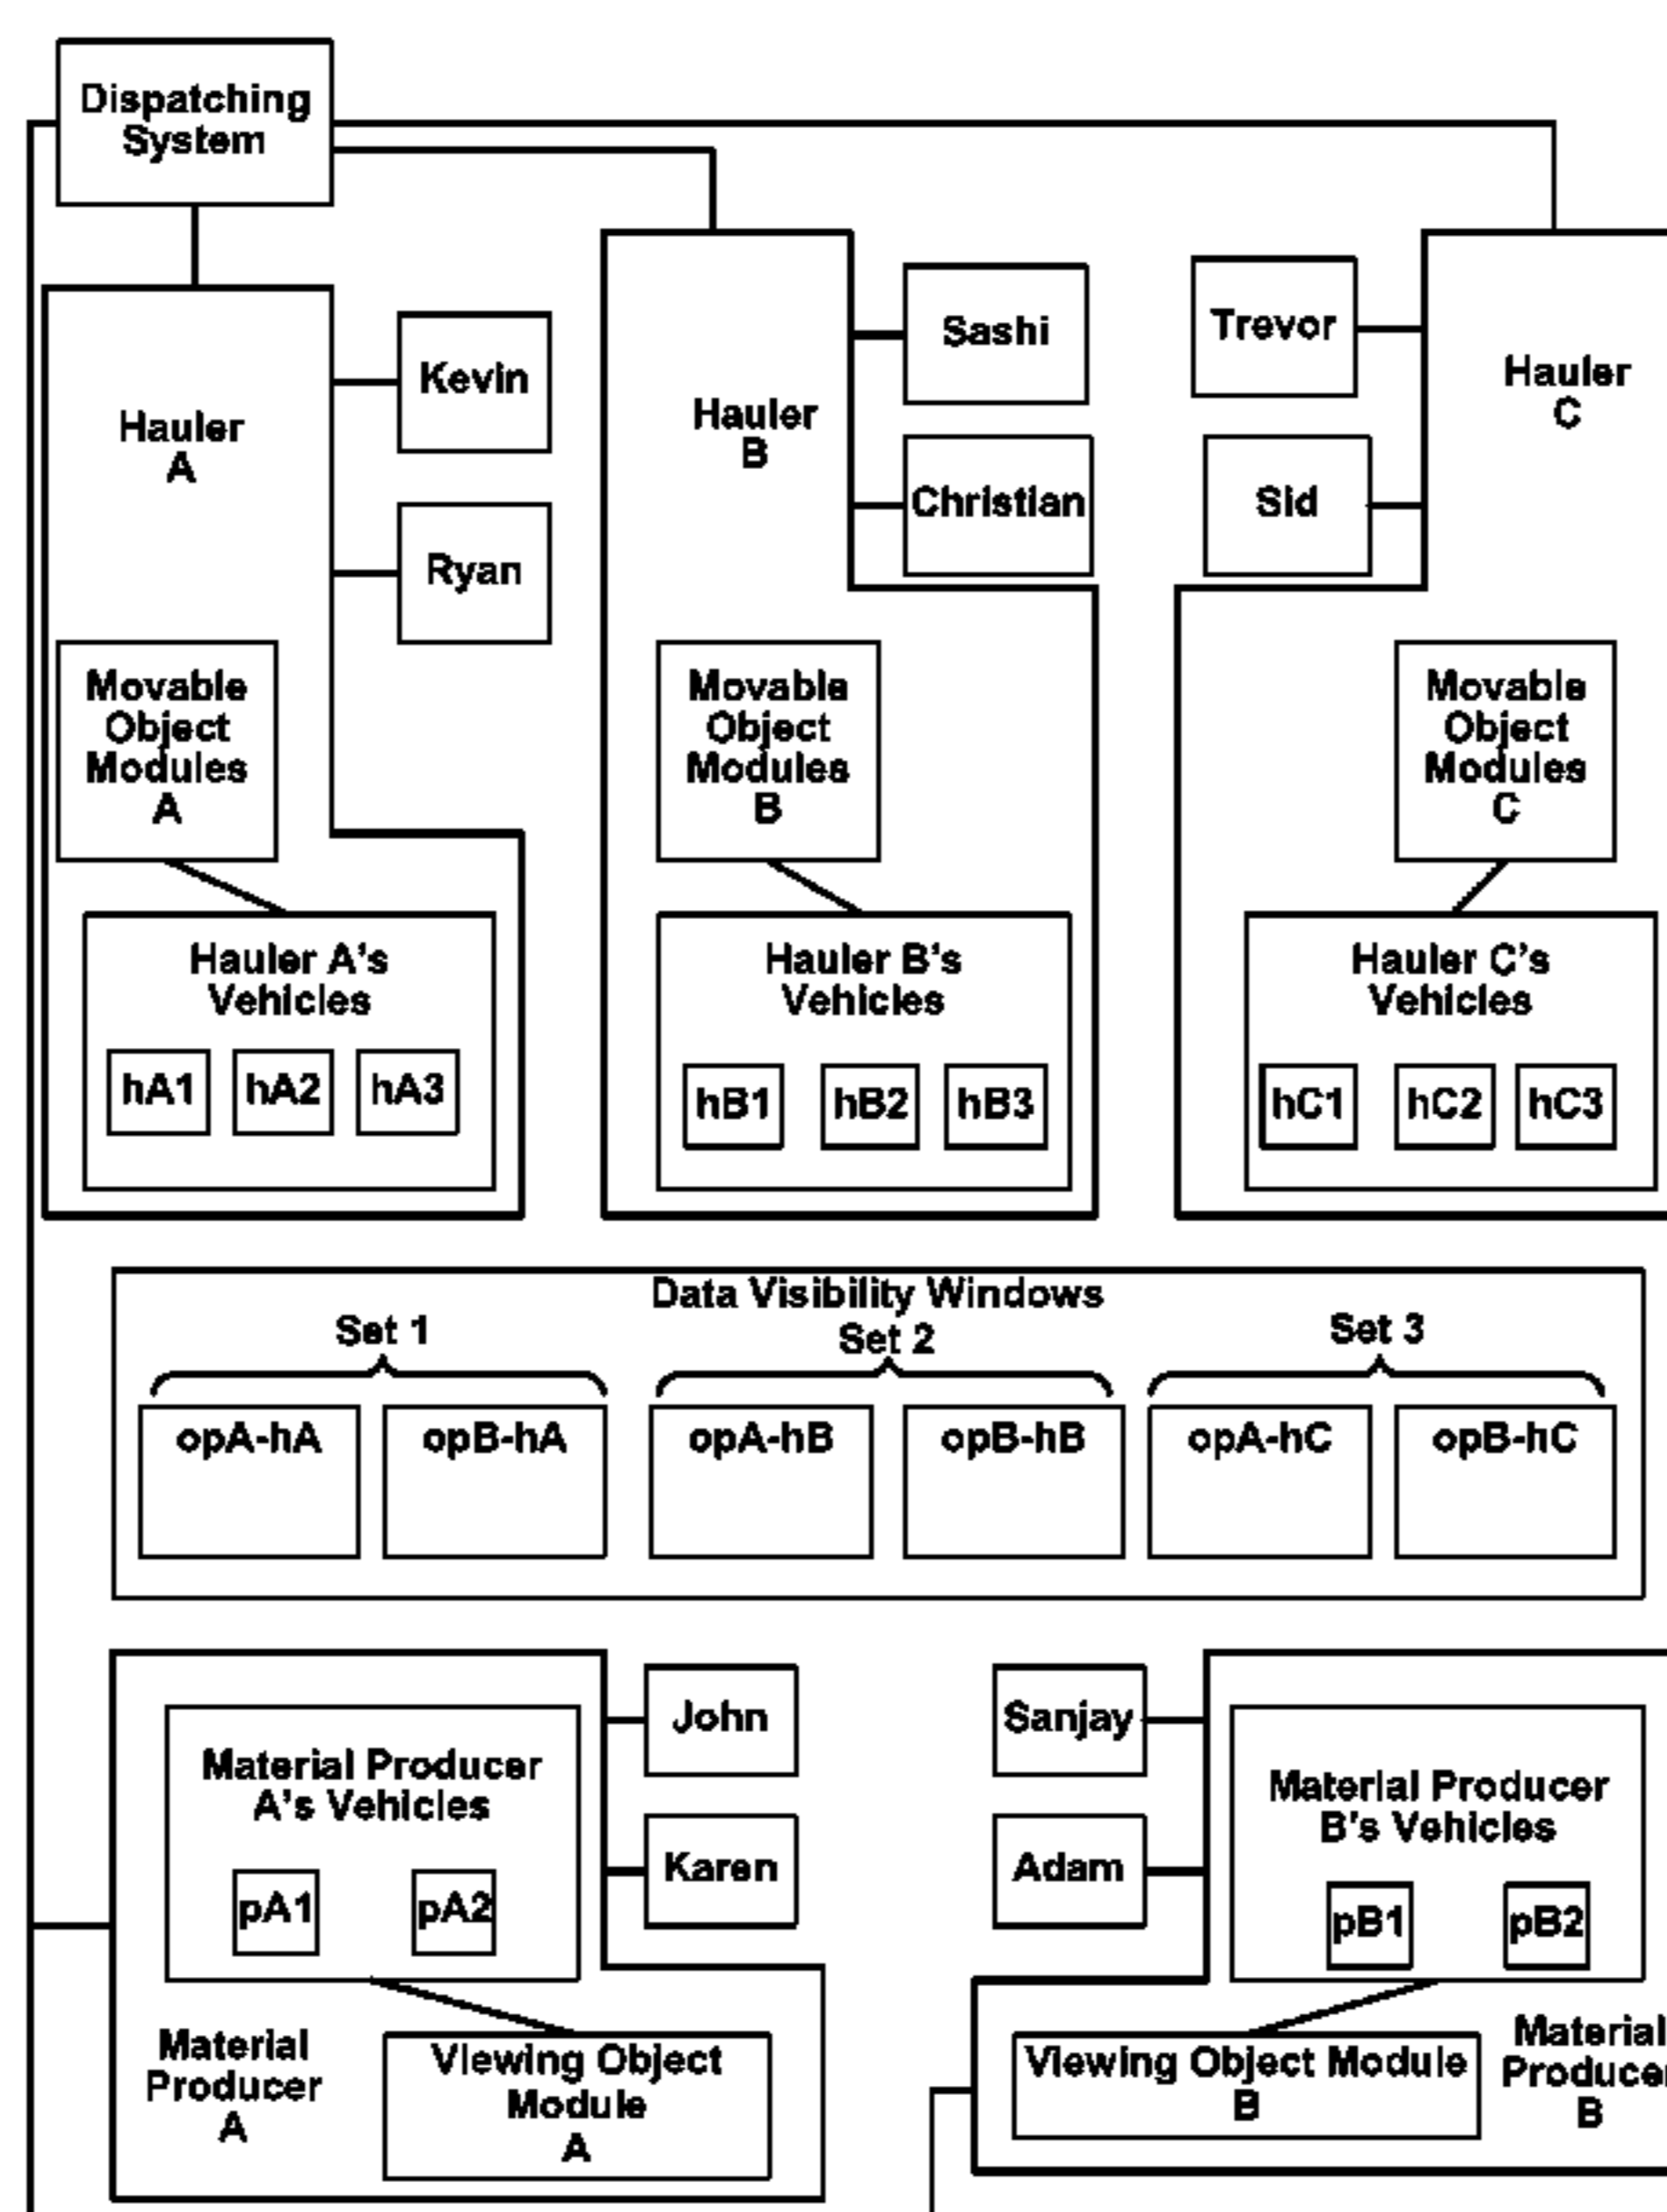 Dispatching
System
Hauler
A
Kevin
Ryan
Movable
Object
Modules
A
Hauler A's
Vehicles
hA1 hA2 hA3
Hauler
B
Sashi
Christian
Movable
Object
Modules
B
Hauler B's
Vehicles
hB1 hB2 hB3
Trevor
Sid
Hauler
C
Movable
Object
Modules
C
Hauler C's
Vehicles
hC1 hC2 hC3
Data Visibility Windows
Set 1 Set 2 Set 3
opA-hA opB-hA opA-hB opB-hB opA-hC opB-hC
Material Producer
A's Vehicles
pA1 pA2
John
Karen
Material
Producer
A
Viewing Object
Module
A
Sanjay
Adam
Material Producer
B's Vehicles
pB1 pB2
Viewing Object Module
B
Material
Producer
B